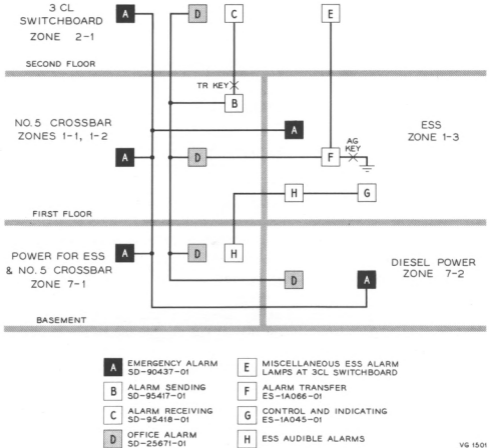 3 CL
SWITCHBOARD
ZONE 2-1
A
D
C
E
SECOND FLOOR
TR KEY
B
NO. 5 CROSSBAR
ZONES 1-1, 1-2
A
ESS
ZONE 1-3
AG
KEY
A
D
F
H
G
FIRST FLOOR
POWER FOR ESS
& NO. 5 CROSSBAR
ZONE 7-1
A
D
H
DIESEL POWER
ZONE 7-2
D
A
BASEMENT
A EMERGENCY ALARM
SD-90437-01
B ALARM SENDING
SD-95417-01
C ALARM RECEIVING
SD-95418-01
D OFFICE ALARM
SD-25671-01
E MISCELLANEOUS ESS ALARM
LAMPS AT 3CL SWITCHBOARD
F ALARM TRANSFER
ES-1A066-01
G CONTROL AND INDICATING
ES-1A045-01
H ESS AUDIBLE ALARMS
VG 1501